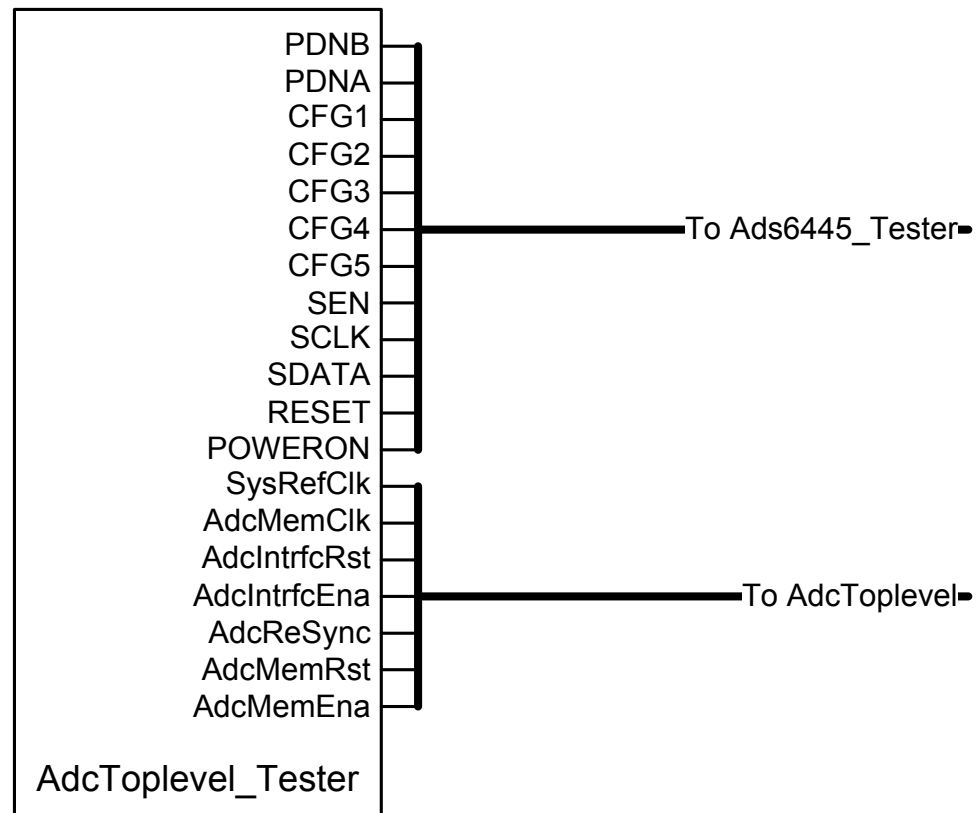 PDNB
PDNA
CFG1
CFG2
CFG3
CFG4
To Ads6445_Tester
CFG5
SEN
SCLK
SDATA
RESET
POWERON
SysRefClk
AdcMemClk
AdcIntrfcRst
AdcIntrfcEna
To AdcToplevel
AdcReSync
AdcMemRst
AdcMemEna
AdcToplevel_Tester